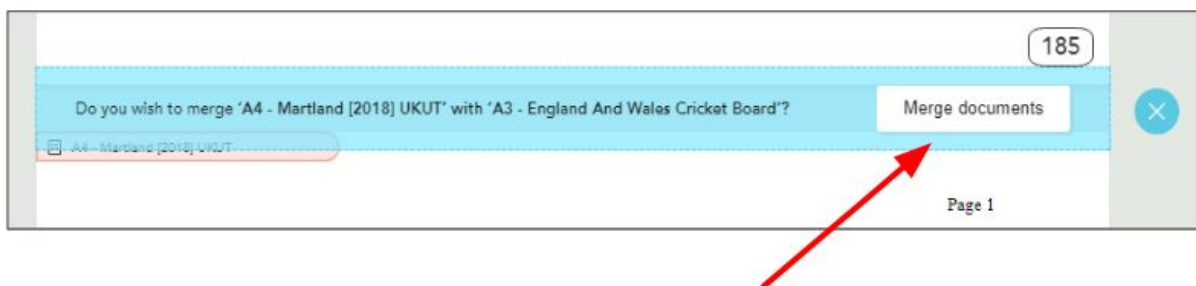 185
Do you wish to merge 'A4 - Martland [2018] UKUT' with 'A3 - England And Wales Cricket Board'?
Merge documents
A4 - Martland [2018] UKUT
Page 1